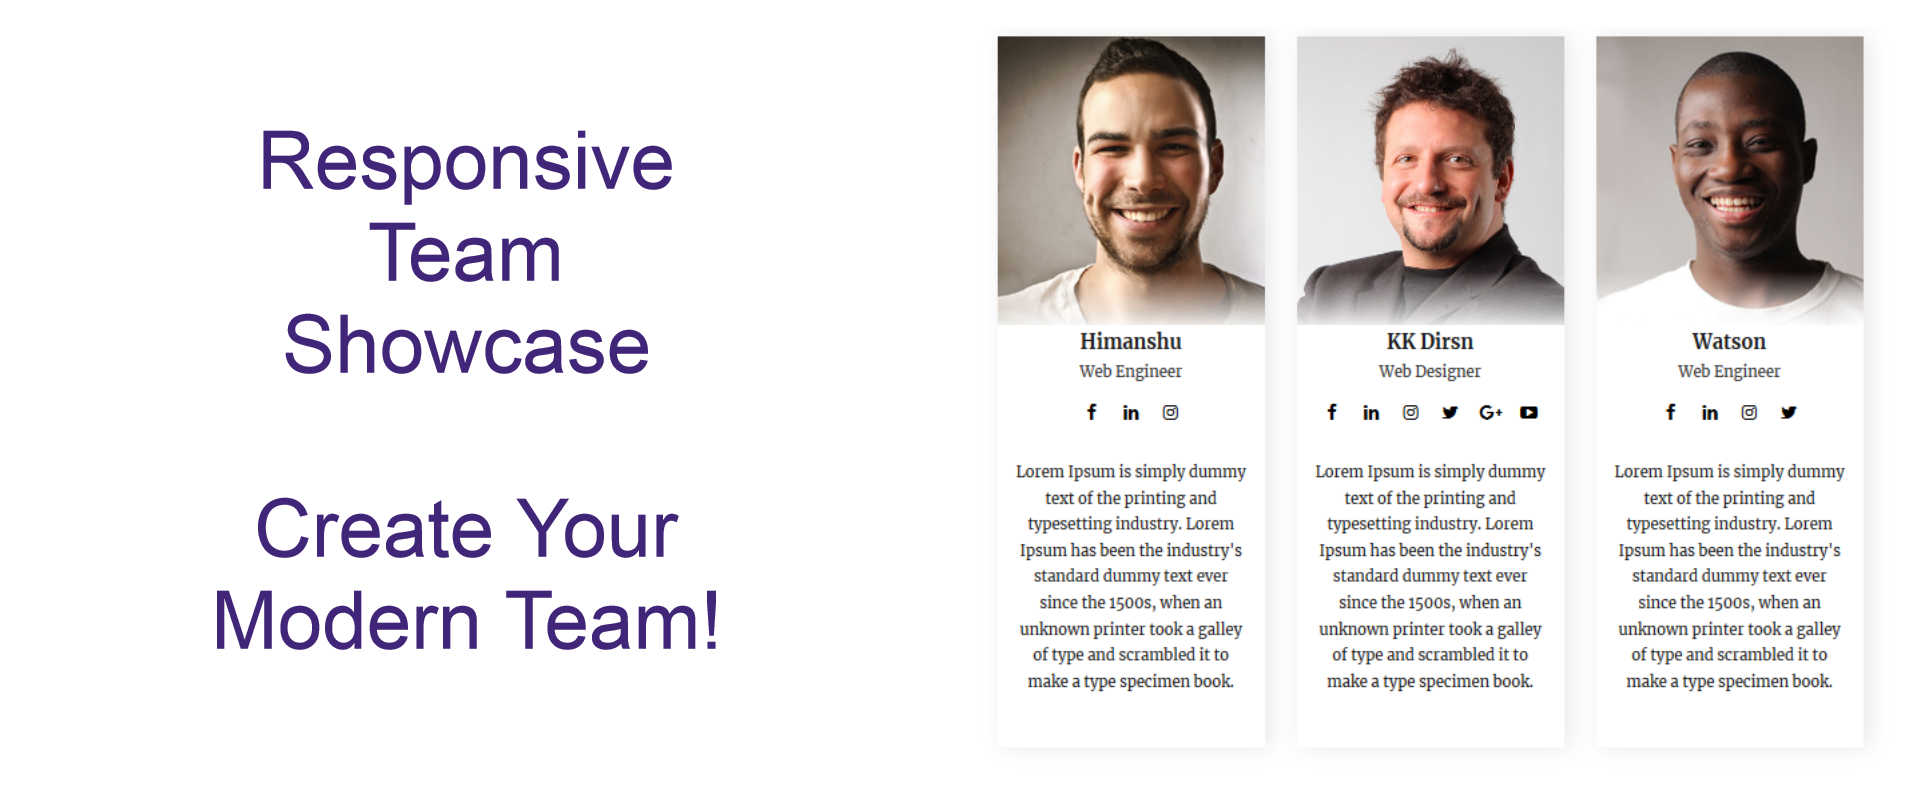 Responsive
Team
Showcase
Create Your
Modern Team!
Himanshu
Web Engineer
Lorem Ipsum is simply dummy
text of the printing and
typesetting industry. Lorem
Ipsum has been the industry's
standard dummy text ever
since the 1500s, when an
unknown printer took a galley
of type and scrambled it to
make a type specimen book.
KK Dirsn
Web Designer
Lorem Ipsum is simply dummy
text of the printing and
typesetting industry. Lorem
Ipsum has been the industry's
standard dummy text ever
since the 1500s, when an
unknown printer took a galley
of type and scrambled it to
make a type specimen book.
Watson
Web Engineer
Lorem Ipsum is simply dummy
text of the printing and
typesetting industry. Lorem
Ipsum has been the industry's
standard dummy text ever
since the 1500s, when an
unknown printer took a galley
of type and scrambled it to
make a type specimen book.